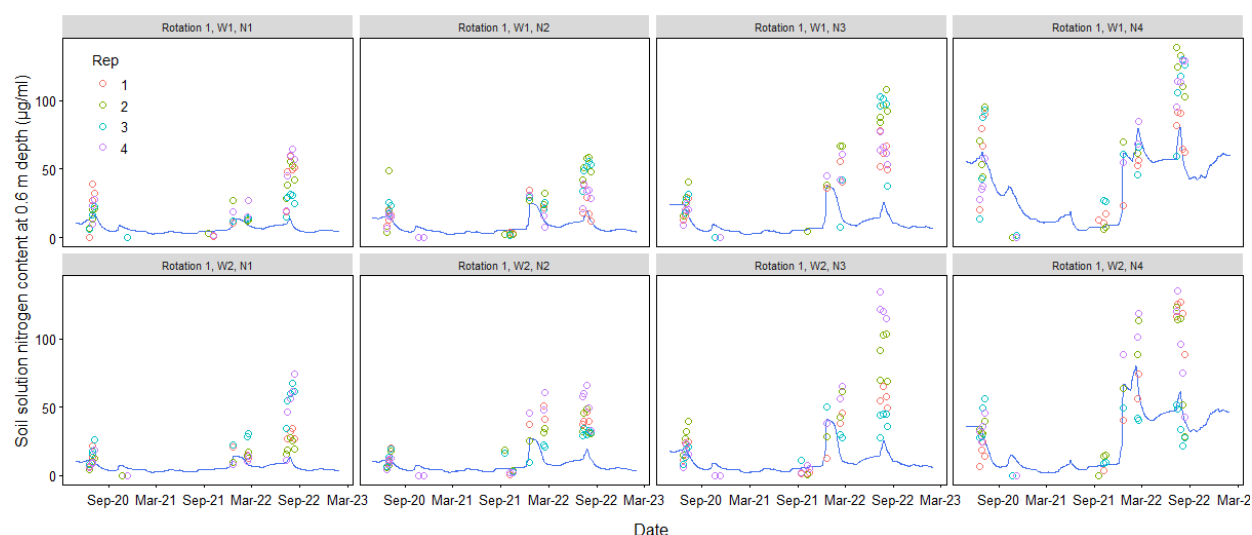 Rotation 1, W1, N1
Rotation 1, W1, N2
Rotation 1, W1, N3
Rotation 1, W1, N4
Soil solution nitrogen content at 0.6 m depth (µg/ml)
Rep
1
2
3
4
100
50
0
Rotation 1, W2, N1
Rotation 1, W2, N2
Rotation 1, W2, N3
Rotation 1, W2, N4
100
50
0
Sep-20 Mar-21 Sep-21 Mar-22 Sep-22 Mar-23
Sep-20 Mar-21 Sep-21 Mar-22 Sep-22 Mar-23
Sep-20 Mar-21 Sep-21 Mar-22 Sep-22 Mar-23
Sep-20 Mar-21 Sep-21 Mar-22 Sep-22 Mar-2
Date